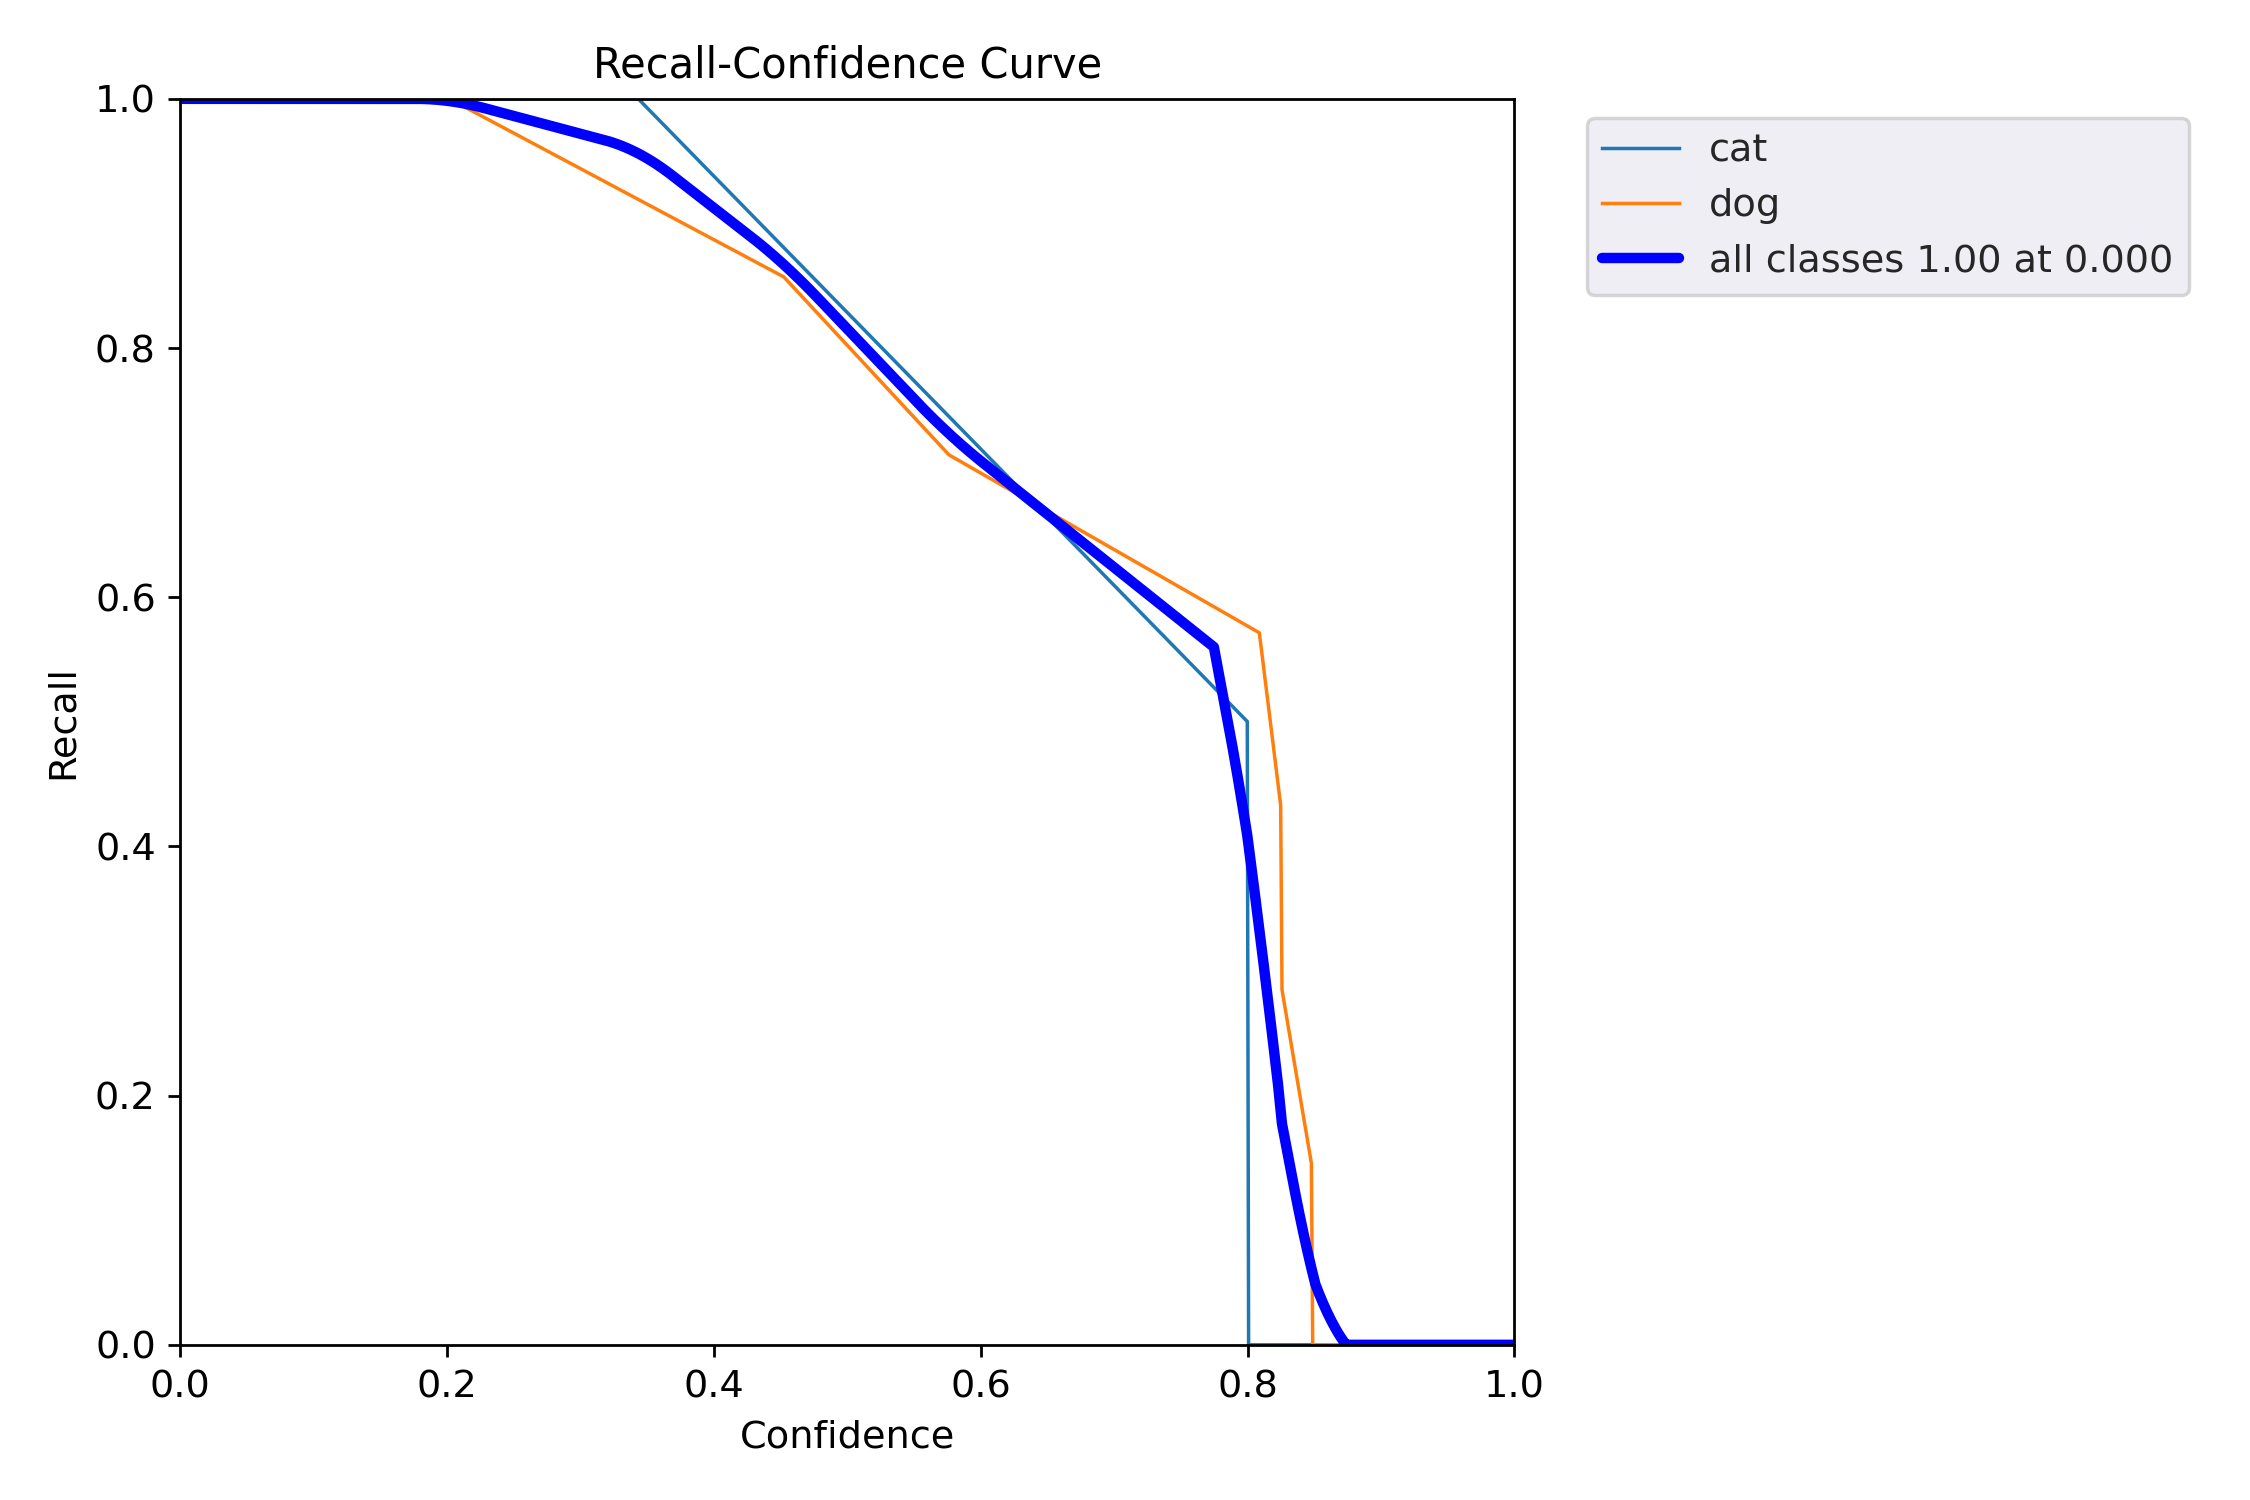 Recall-Confidence Curve
1.0
0.8
0.6
0.4
0.2
0.0
Recall
0.0 0.2 0.4 0.6 0.8 1.0
Confidence
cat
dog
all classes 1.00 at 0.000